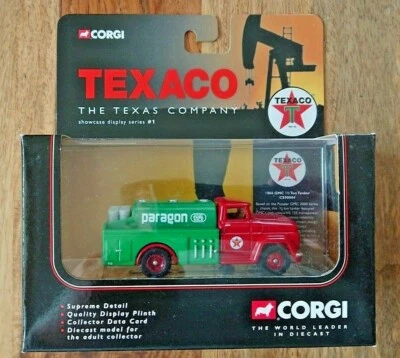 CORGI
TEXACO
THE TEXAS COMPANY
showcase display series #1
TEXACO
T
TEXACO
T
paragon
CORGI
• Supreme Detail
• Quality Display Plinth
• Collector Data Card
• Diecast model for
the adult collector
CORGI
THE WORLD LEADER
IN DIECAST